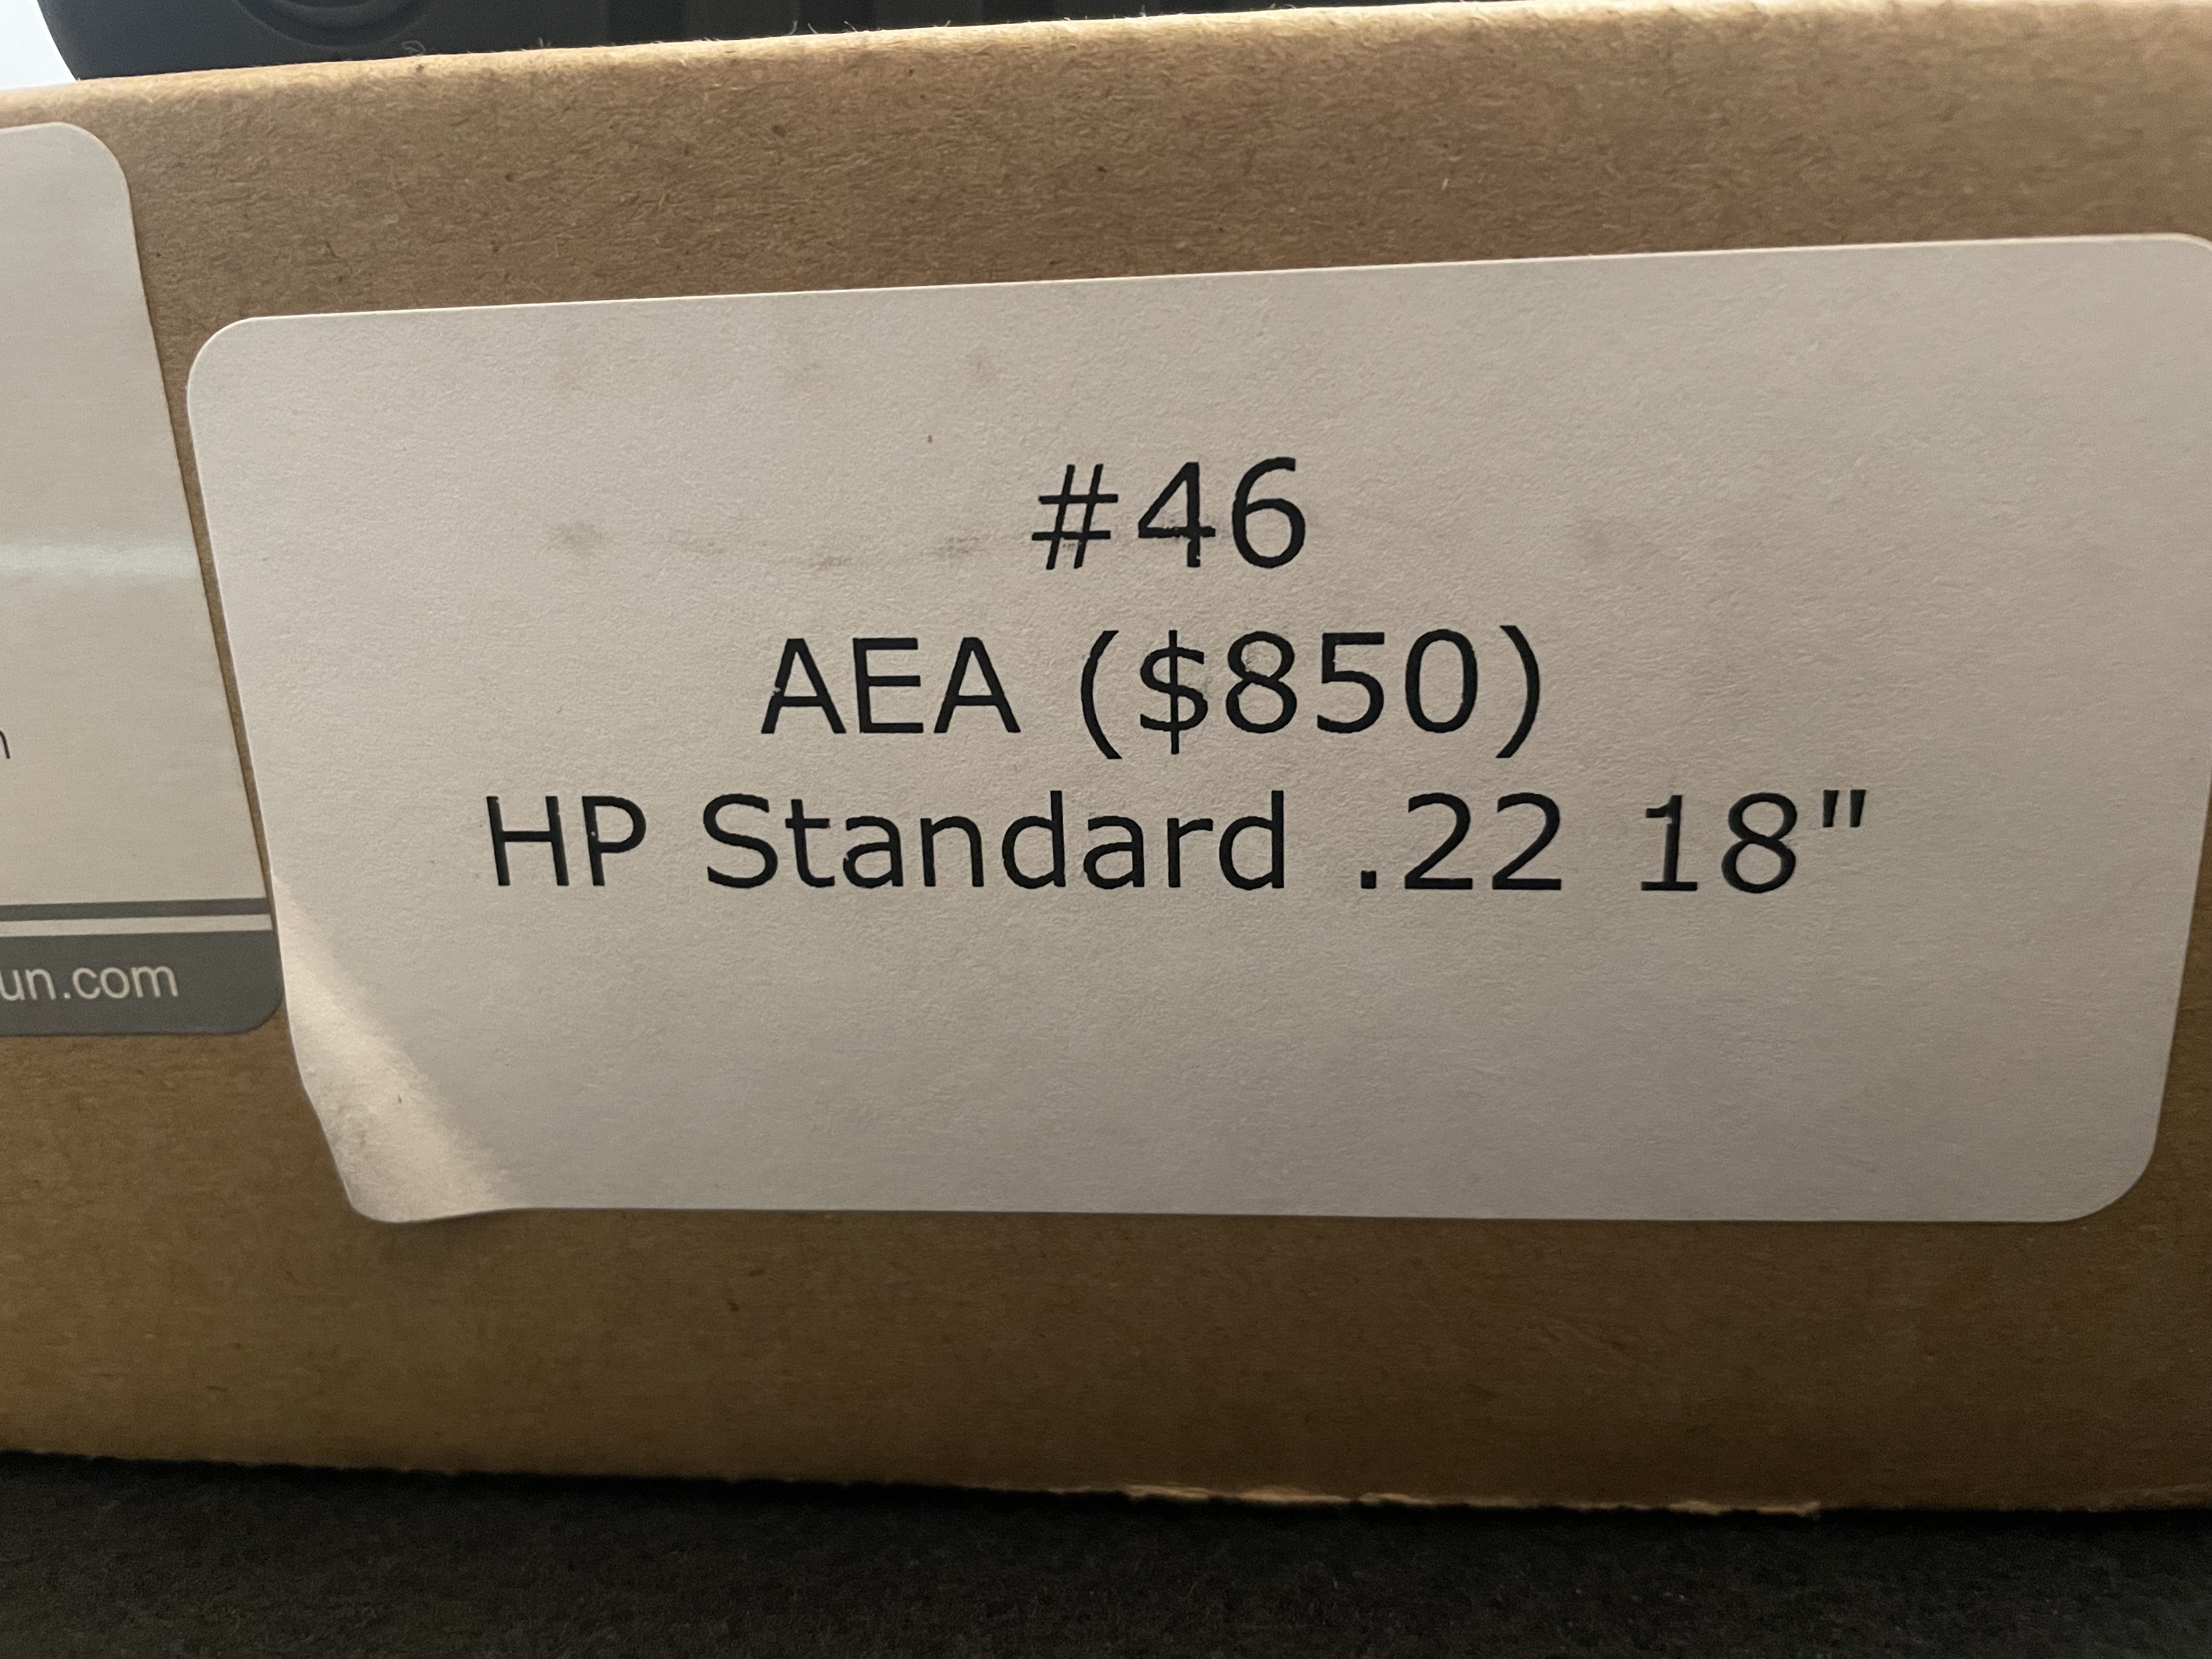 #46
AEA ($850)
HP Standard .22 18"
un.com